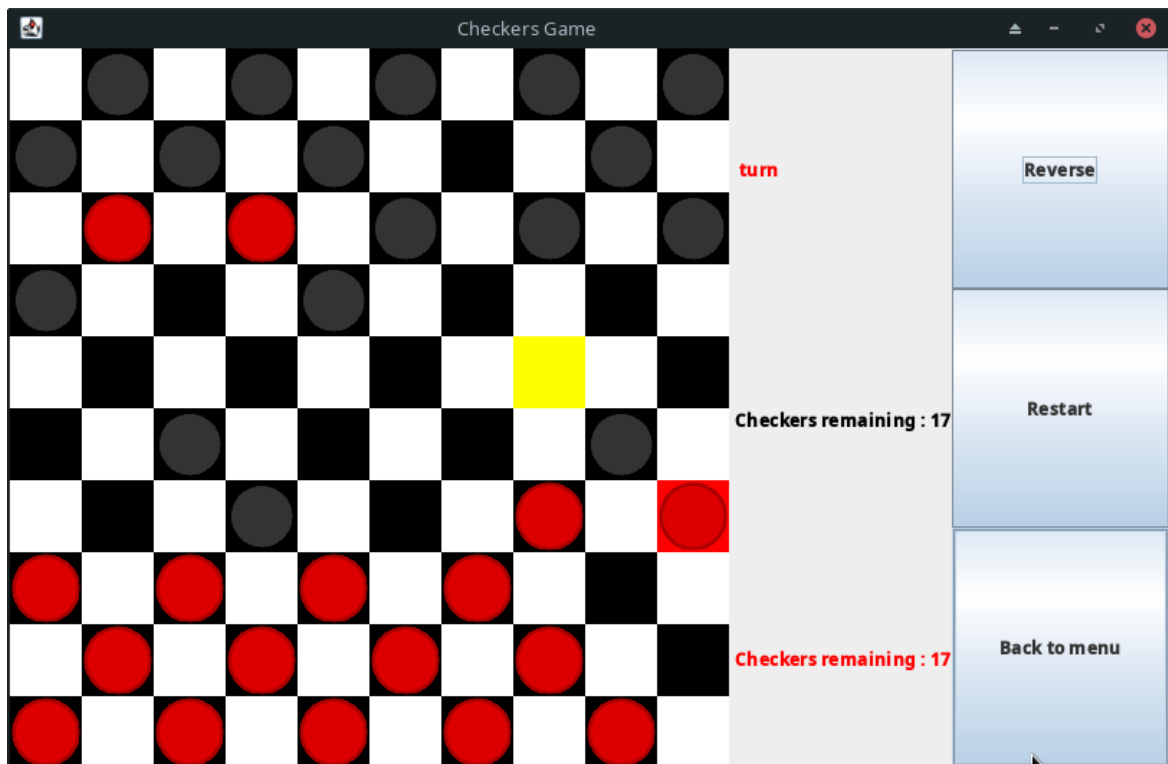 Checkers Game
turn
Reverse
Checkers remaining : 17
Restart
Checkers remaining : 17
Back to menu